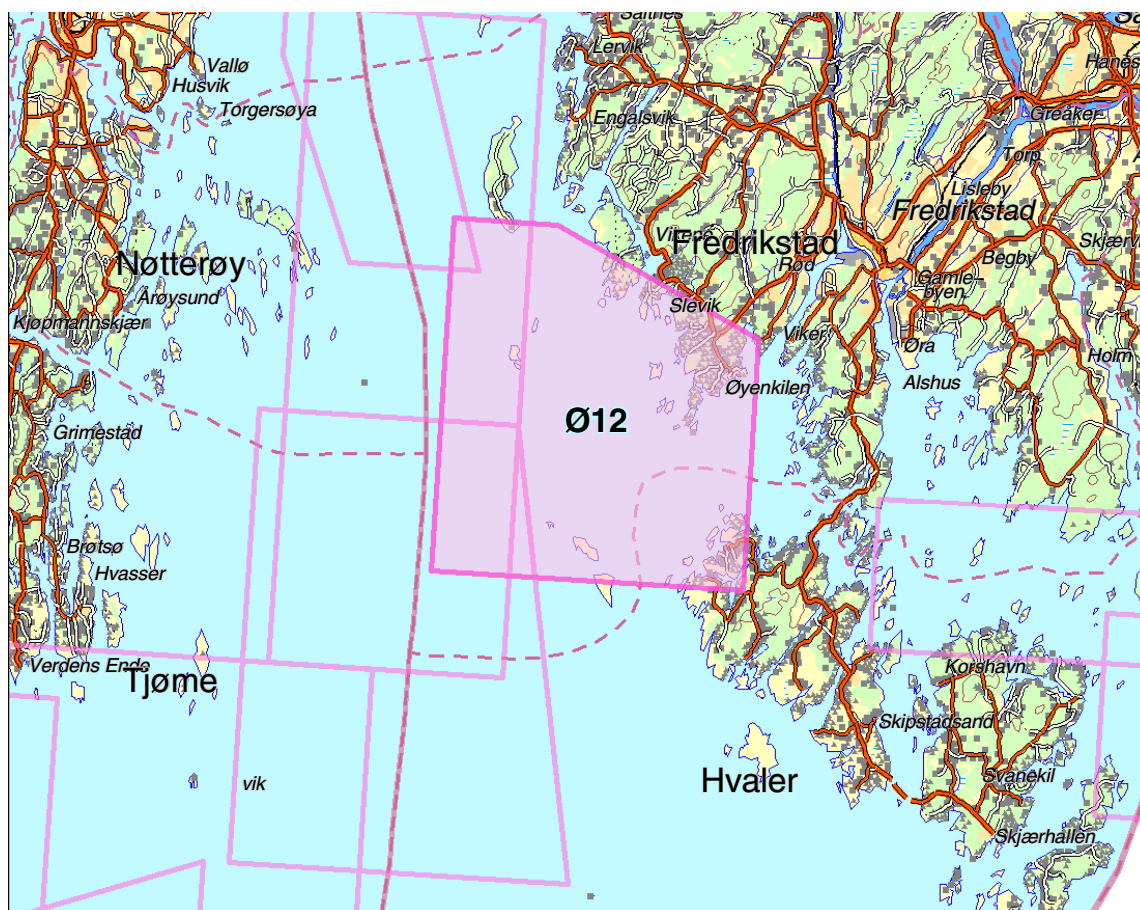 Saltnes
Lervik
Vallø
Husvik
Torgersøya
Engalsvik
Hanes
Greåker
Torp
Lisleby
Fredrikstad
Fredrikstad
Skjærvi
Begby
Rød
Gamle-
byen
Nøtterøy
Årøysund
Kjøpmannskjær
Slevik
Viker
Øra
Holm
Alshus
Øyenkilen
Ø12
Grimestad
Brøtsø
Hvasser
Verdens Ende
Tjøme
Korshavn
Skipstadsand
Hvaler
vik
Svanekil
Skjærhallen